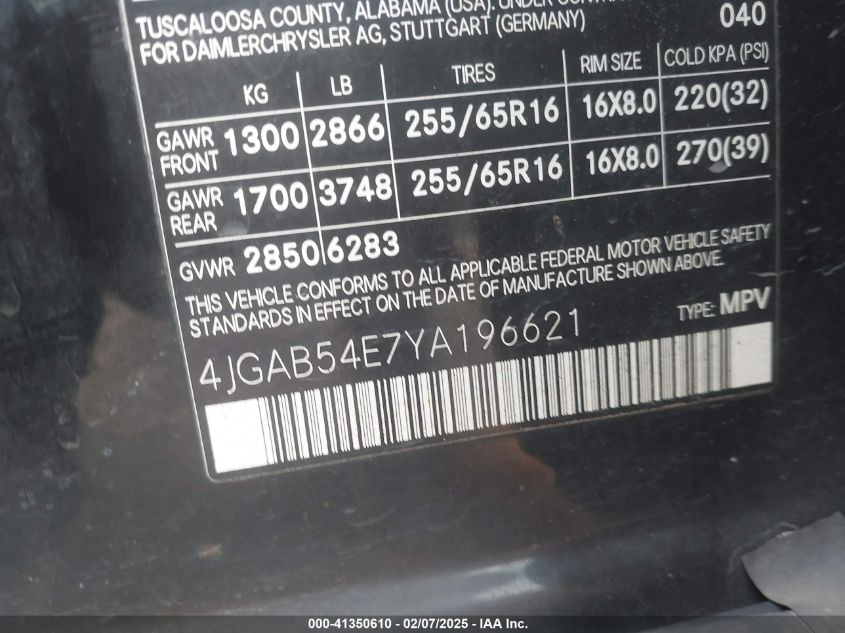 TUSCALOOSA COUNTY, ALABAMA (USA). UNDER
FOR DAIMLERCHRYSLER AG, STUTTGART (GERMANY) 040
KG LB TIRES RIM SIZE COLD KPA (PSI)
GAWR FRONT 1300 2866 255/65R16 16X8.0 220(32)
GAWR REAR 1700 3748 255/65R16 16X8.0 270(39)
GVWR 2850 6283
THIS VEHICLE CONFORMS TO ALL APPLICABLE FEDERAL MOTOR VEHICLE SAFETY
STANDARDS IN EFFECT ON THE DATE OF MANUFACTURE SHOWN ABOVE.
TYPE: MPV
4JGAB54E7YA196621
000-41350610 - 02/07/2025 - IAA Inc.